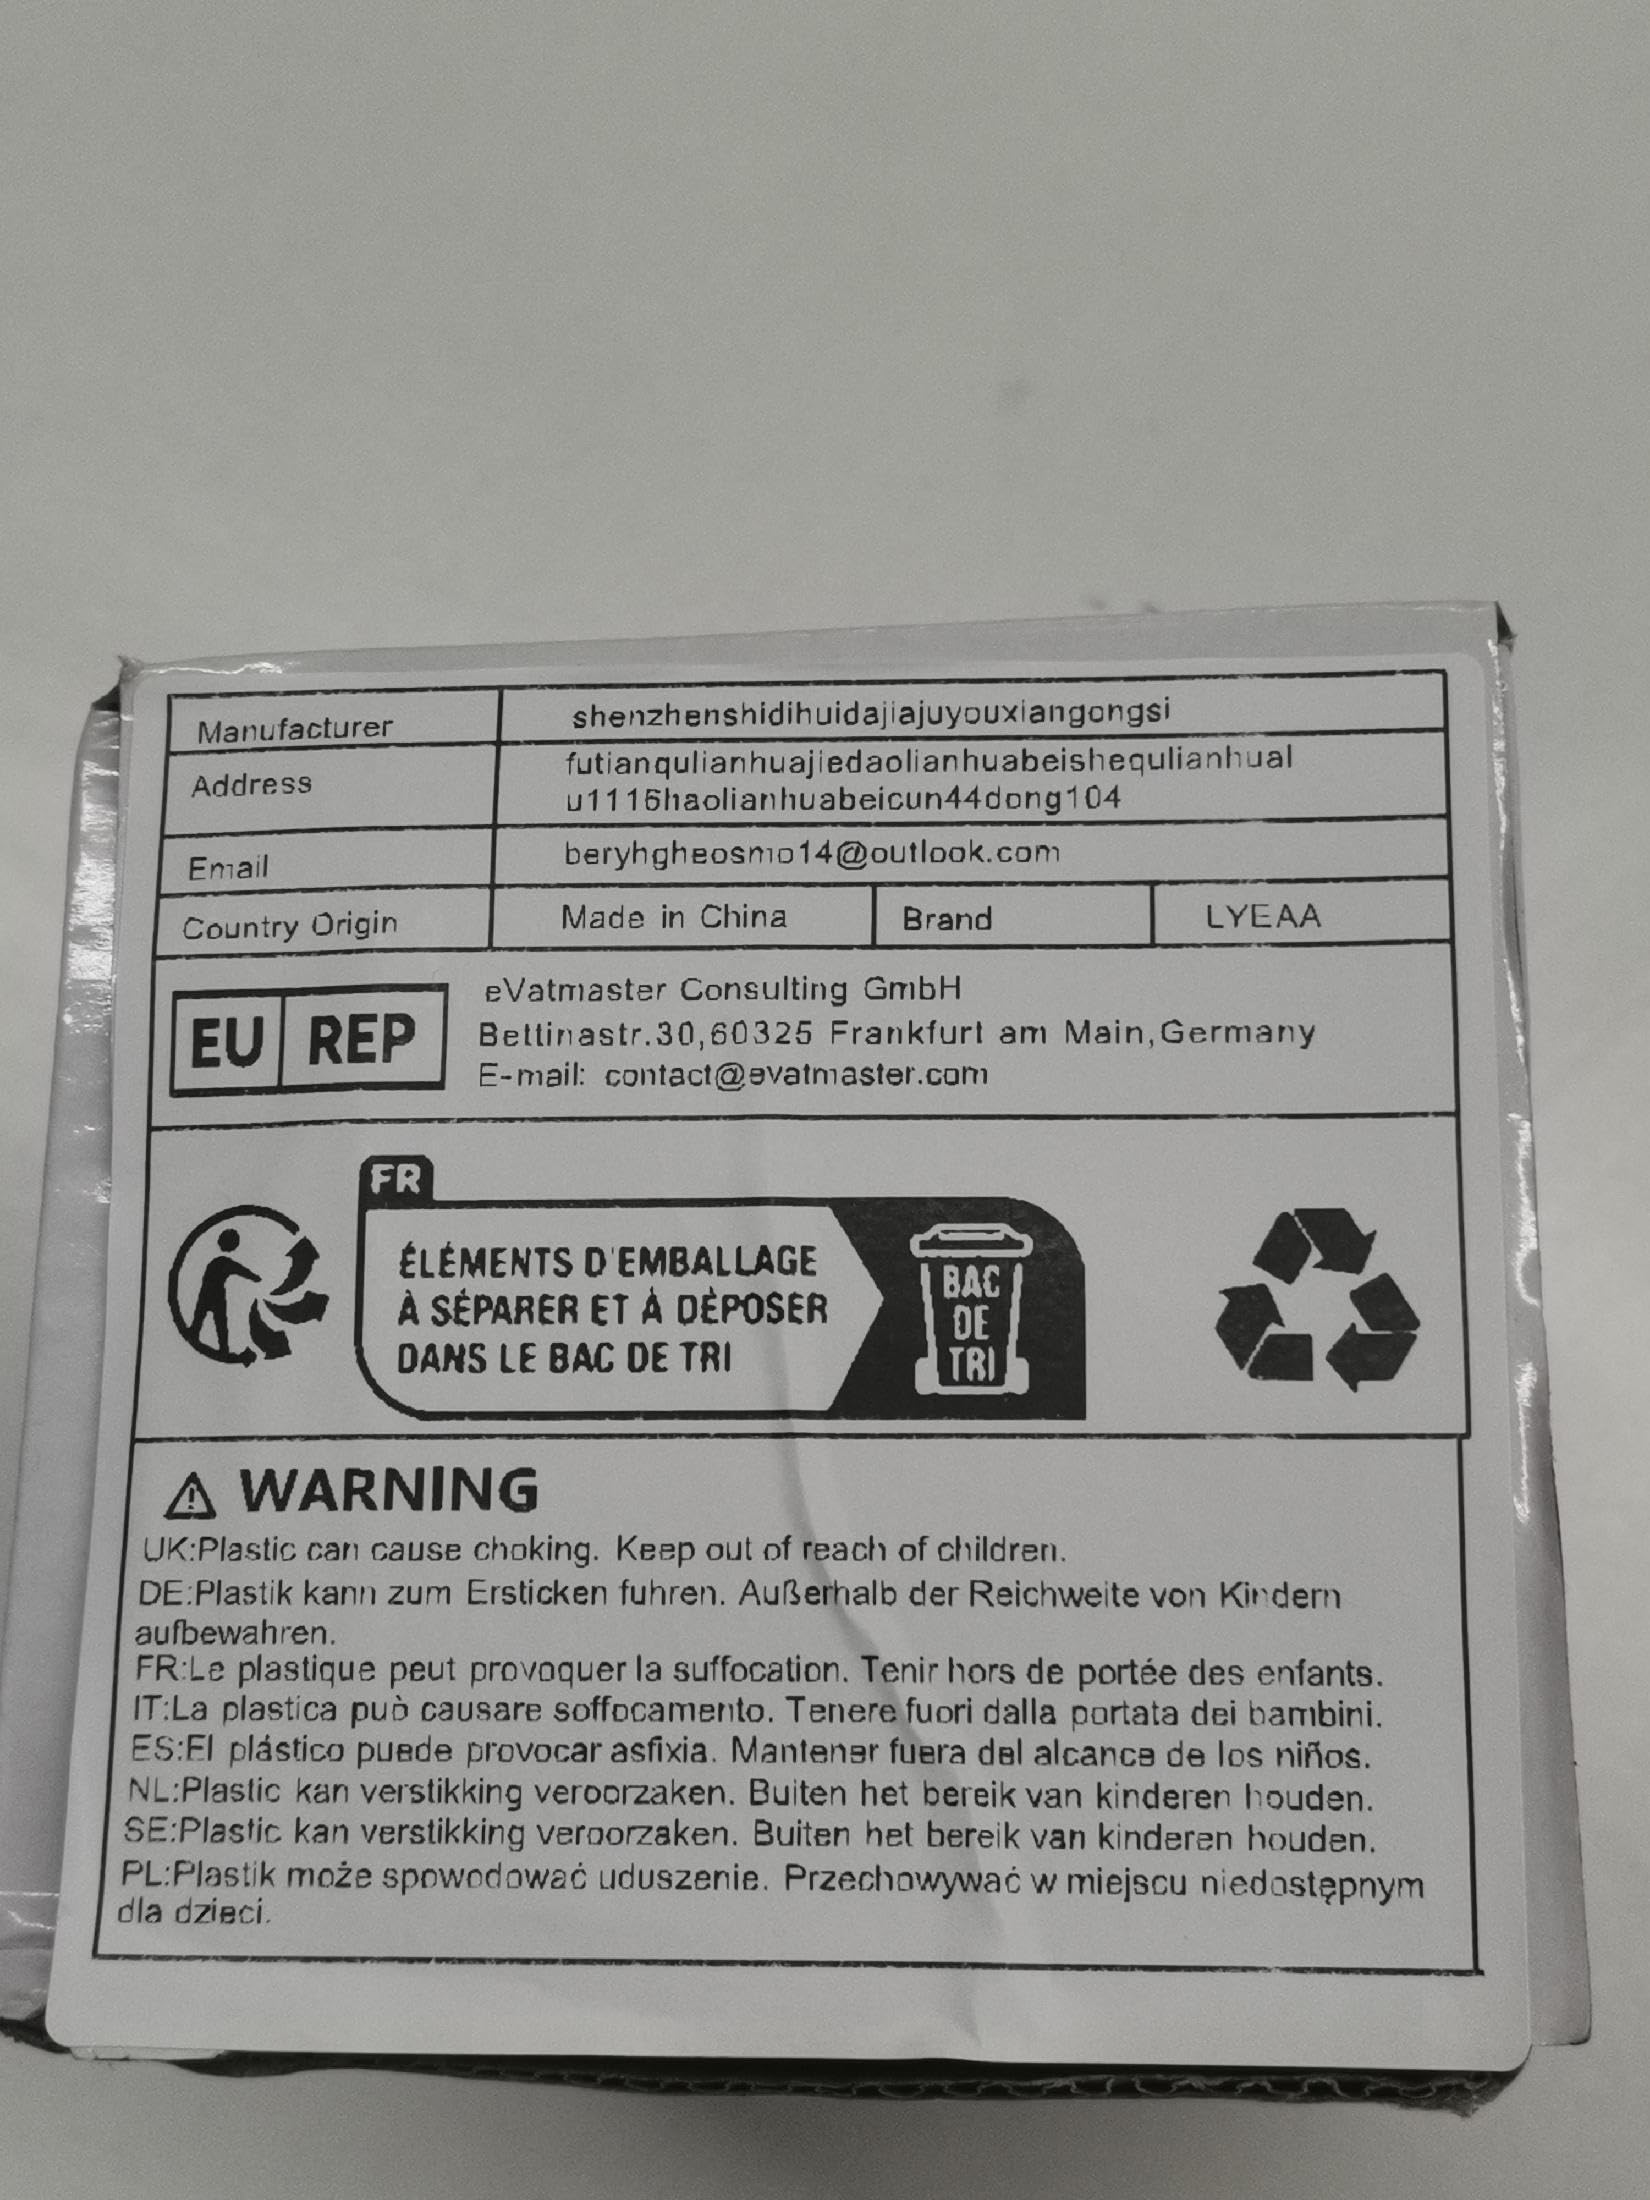 Manufacturer shenzhenshidihuidajiajuyouxiangongsi
Address futianqulianhuajiedaolianhuabeishequlianhual
u1116haolianhuabeicun44dong104
Email beryhgheosmo14@outlook.com
Country Origin Made in China Brand LYEAA
EU REP
eVatmaster Consulting GmbH
Bettinastr.30,60325 Frankfurt am Main,Germany
E-mail: contact@evatmaster.com
FR
ÉLÉMENTS D'EMBALLAGE
À SÉPARER ET À DÉPOSER
DANS LE BAC DE TRI
BAC
DE
TRI
WARNING
UK:Plastic can cause choking. Keep out of reach of children.
DE:Plastik kann zum Ersticken fuhren. Außerhalb der Reichweite von Kindern
aufbewahren.
FR:Le plastique peut provoquer la suffocation. Tenir hors de portée des enfants.
IT:La plastica può causare soffocamento. Tenere fuori dalla portata dei bambini.
ES:El plástico puede provocar asfixia. Mantener fuera del alcance de los niños.
NL:Plastic kan verstikking veroorzaken. Buiten het bereik van kinderen houden.
SE:Plastic kan verstikking veroorzaken. Buiten het bereik van kinderen houden.
PL:Plastik może spowodować uduszenie. Przechowywać w miejscu niedostępnym
dla dzieci.